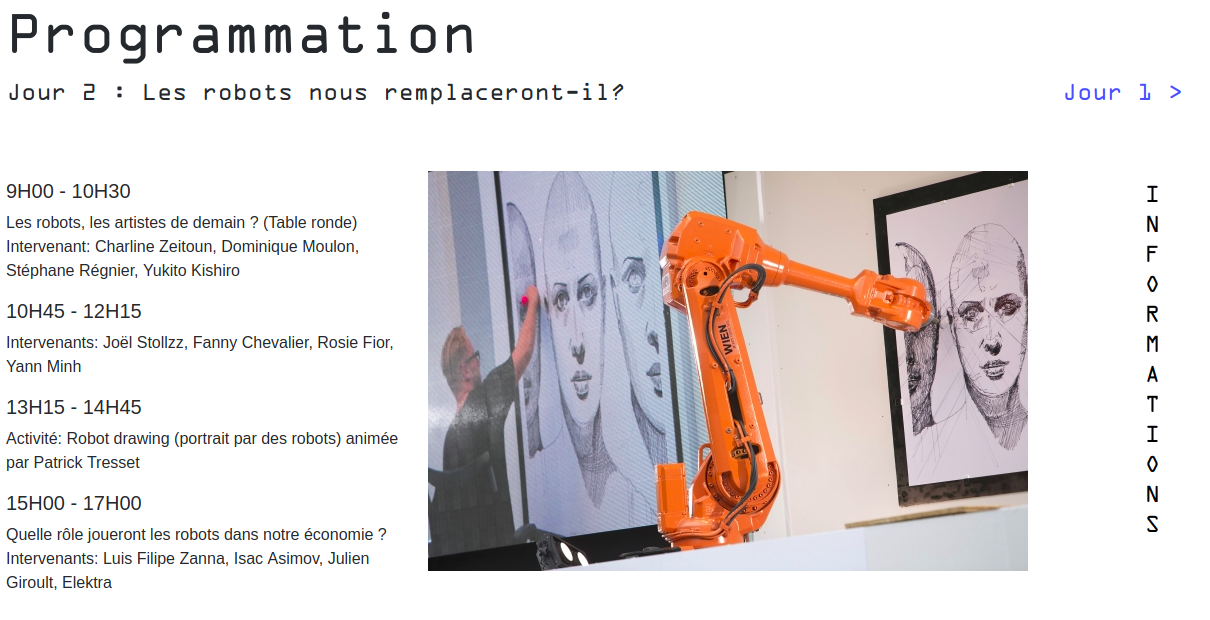 Programmation
Jour 2 : Les robots nous remplaceront-il?
Jour 1 >
9H00 - 10H30
Les robots, les artistes de demain ? (Table ronde)
Intervenant: Charline Zeitoun, Dominique Moulon,
Stéphane Régnier, Yukito Kishiro
10H45 - 12H15
Intervenants: Joël Stollzz, Fanny Chevalier, Rosie Fior,
Yann Minh
13H15 - 14H45
Activité: Robot drawing (portrait par des robots) animée
par Patrick Tresset
15H00 - 17H00
Quelle rôle joueront les robots dans notre économie ?
Intervenants: Luis Filipe Zanna, Isac Asimov, Julien
Giroult, Elektra
WIEN
INFORMATIONS